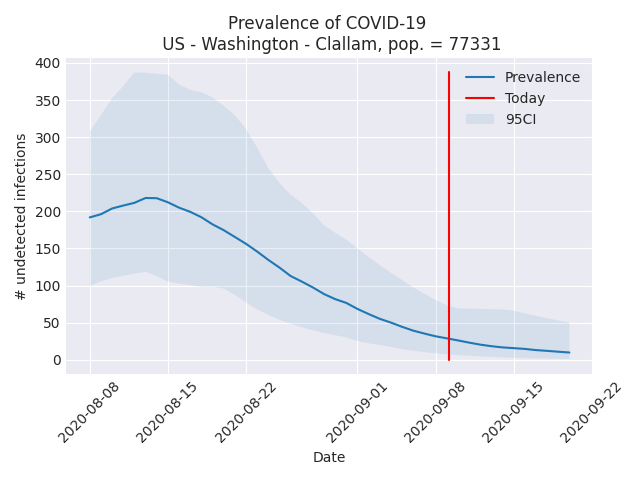 Prevalence of COVID-19
US - Washington - Clallam, pop. = 77331
400
350
300
250
200
150
100
50
0
# undetected infections
Prevalence
Today
95CI
2020-08-08
2020-08-15
2020-08-22
2020-09-01
2020-09-08
2020-09-15
2020-09-22
Date